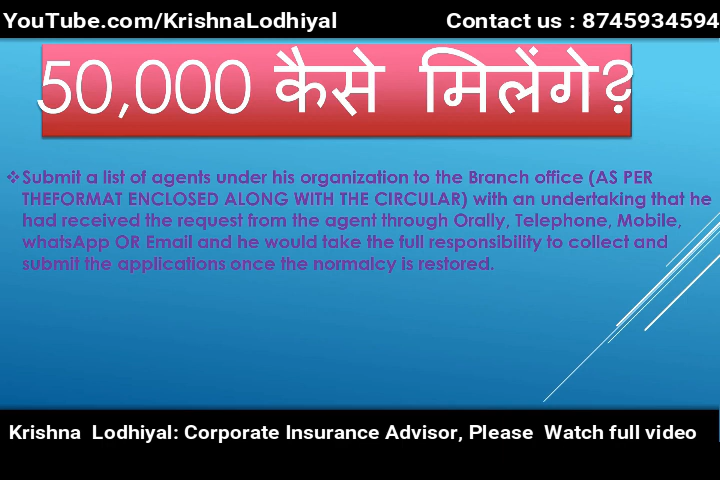 YouTube.com/KrishnaLodhiyal Contact us : 8745934594
50,000 कैसे मिलेंगे?
❖Submit a list of agents under his organization to the Branch office (AS PER
THEFORMAT ENCLOSED ALONG WITH THE CIRCULAR) with an undertaking that he
had received the request from the agent through Orally, Telephone, Mobile,
whatsApp OR Email and he would take the full responsibility to collect and
submit the applications once the normalcy is restored.
Krishna Lodhiyal: Corporate Insurance Advisor, Please Watch full video